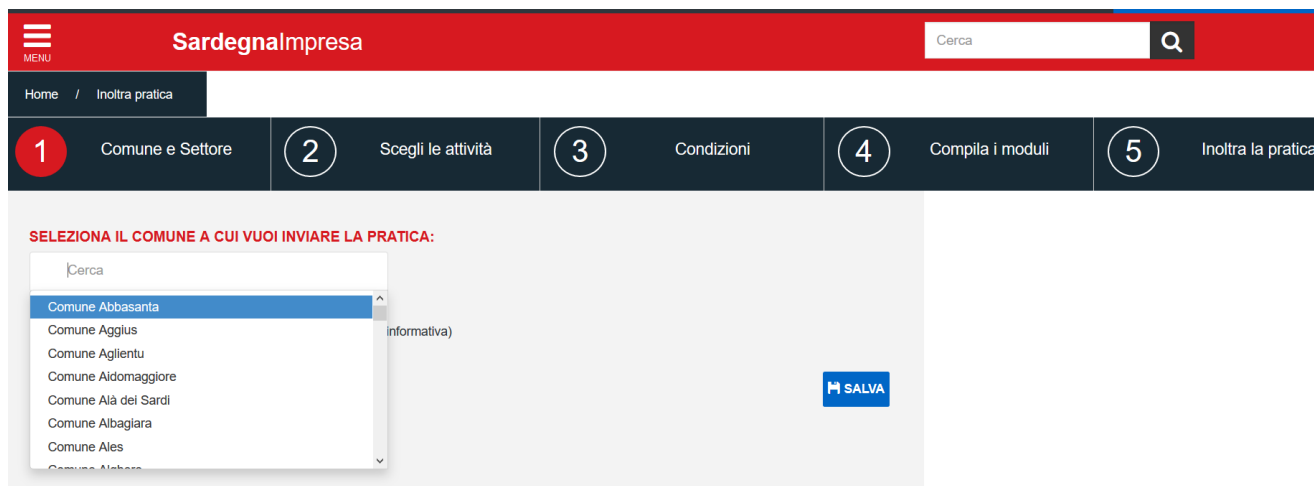 MENU
SardegnaImpresa
Cerca
Home / Inoltra pratica
1 Comune e Settore
2 Scegli le attività
3 Condizioni
4 Compila i moduli
5 Inoltra la pratica
SELEZIONA IL COMUNE A CUI VUOI INVIARE LA PRATICA:
Cerca
Comune Abbasanta
Comune Aggius
informativa)
Comune Aglientu
Comune Aidomaggiore
Comune Alà dei Sardi
SALVA
Comune Albagiara
Comune Ales